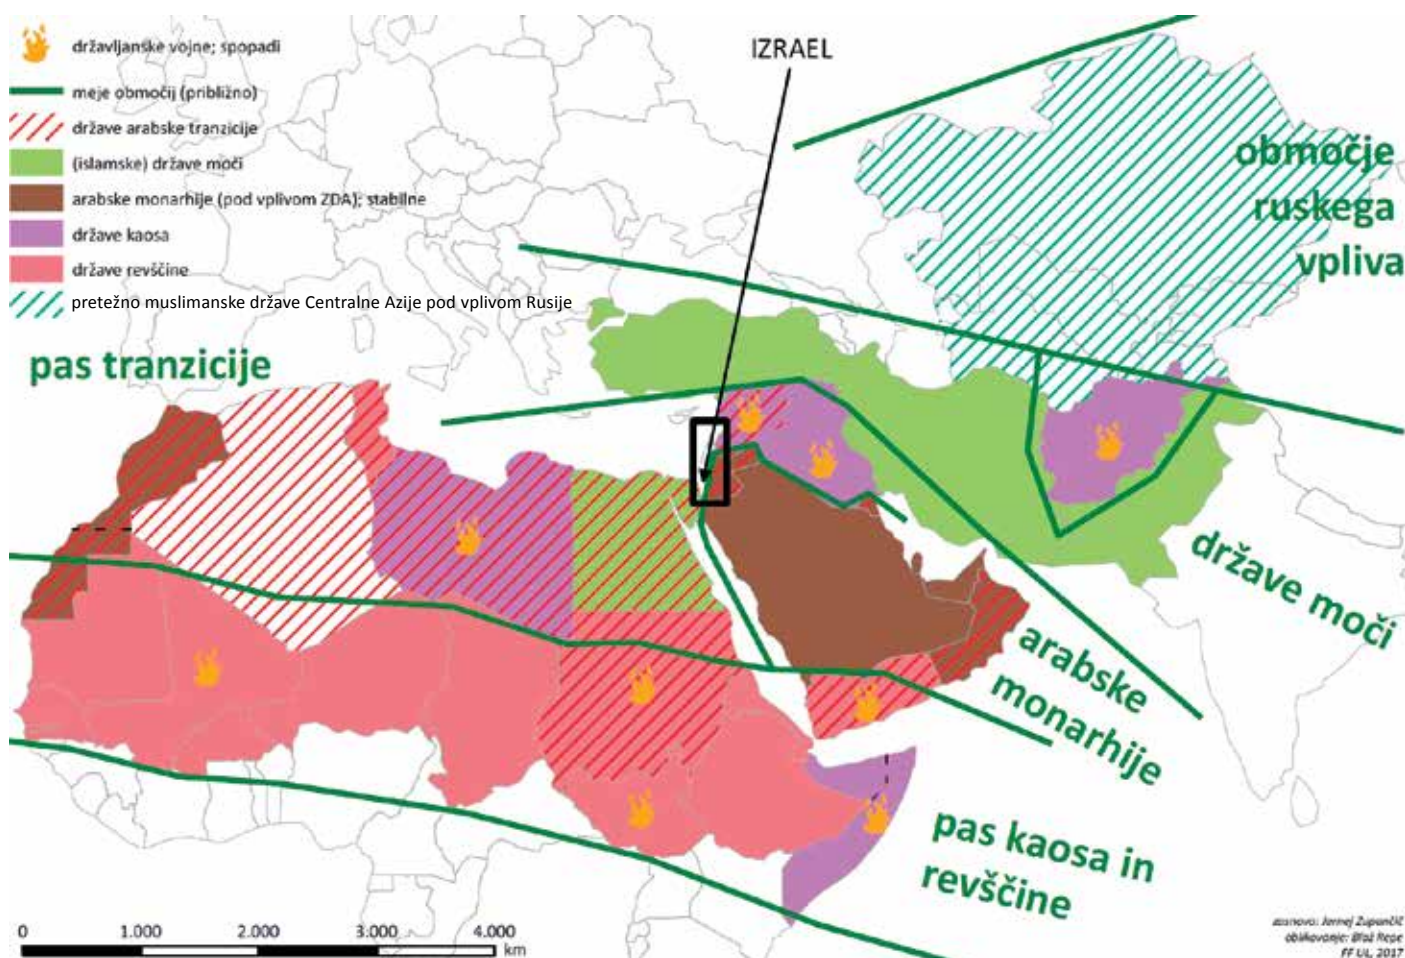 državljanske vojne; spopadi
meje območij (približno)
države arabske tranzicije
(islamske) države moči
arabske monarhije (pod vplivom ZDA); stabilne
države kaosa
države revščine
pretežno muslimanske države Centralne Azije pod vplivom Rusije
IZRAEL
območje
ruskega
vpliva
pas tranzicije
države moči
arabske
monarhije
pas kaosa in
revščine
0 1.000 2.000 3.000 4.000
km
zasnova: Jernej Zupančič
oblikovanje: Blaž Repe
FF UL, 2017